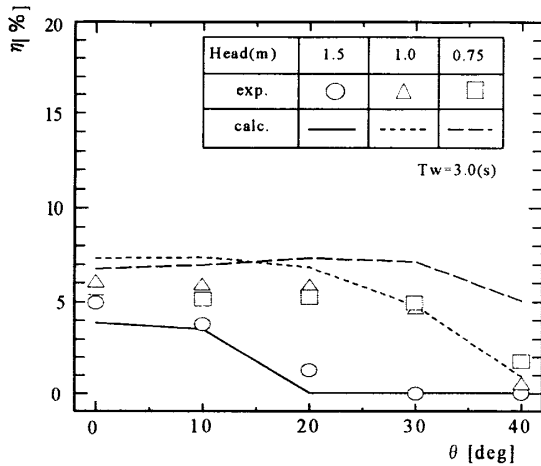 η [%]
20
15
10
5
0
Head(m) 1.5 1.0 0.75
exp.
calc.
Tw=3.0(s)
0 10 20 30 40
θ [deg]